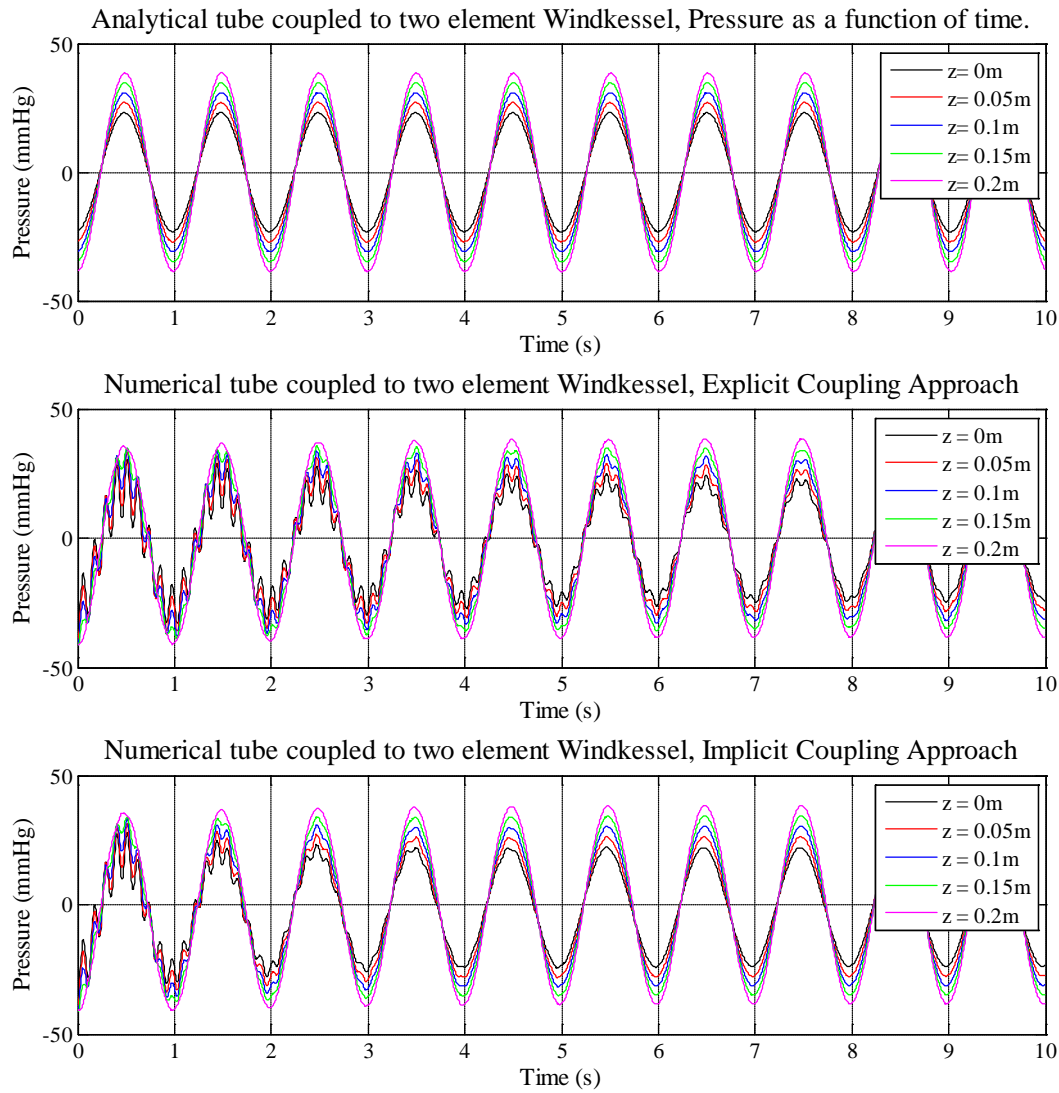 Analytical tube coupled to two element Windkessel, Pressure as a function of time.
50
0
-50
Pressure (mmHg)
z= 0m
z= 0.05m
z= 0.1m
z= 0.15m
z= 0.2m
0 1 2 3 4 5 6 7 8 9 10
Time (s)
Numerical tube coupled to two element Windkessel, Explicit Coupling Approach
50
0
-50
Pressure (mmHg)
z = 0m
z = 0.05m
z = 0.1m
z = 0.15m
z = 0.2m
0 1 2 3 4 5 6 7 8 9 10
Time (s)
Numerical tube coupled to two element Windkessel, Implicit Coupling Approach
50
0
-50
Pressure (mmHg)
z = 0m
z = 0.05m
z = 0.1m
z = 0.15m
z = 0.2m
0 1 2 3 4 5 6 7 8 9 10
Time (s)